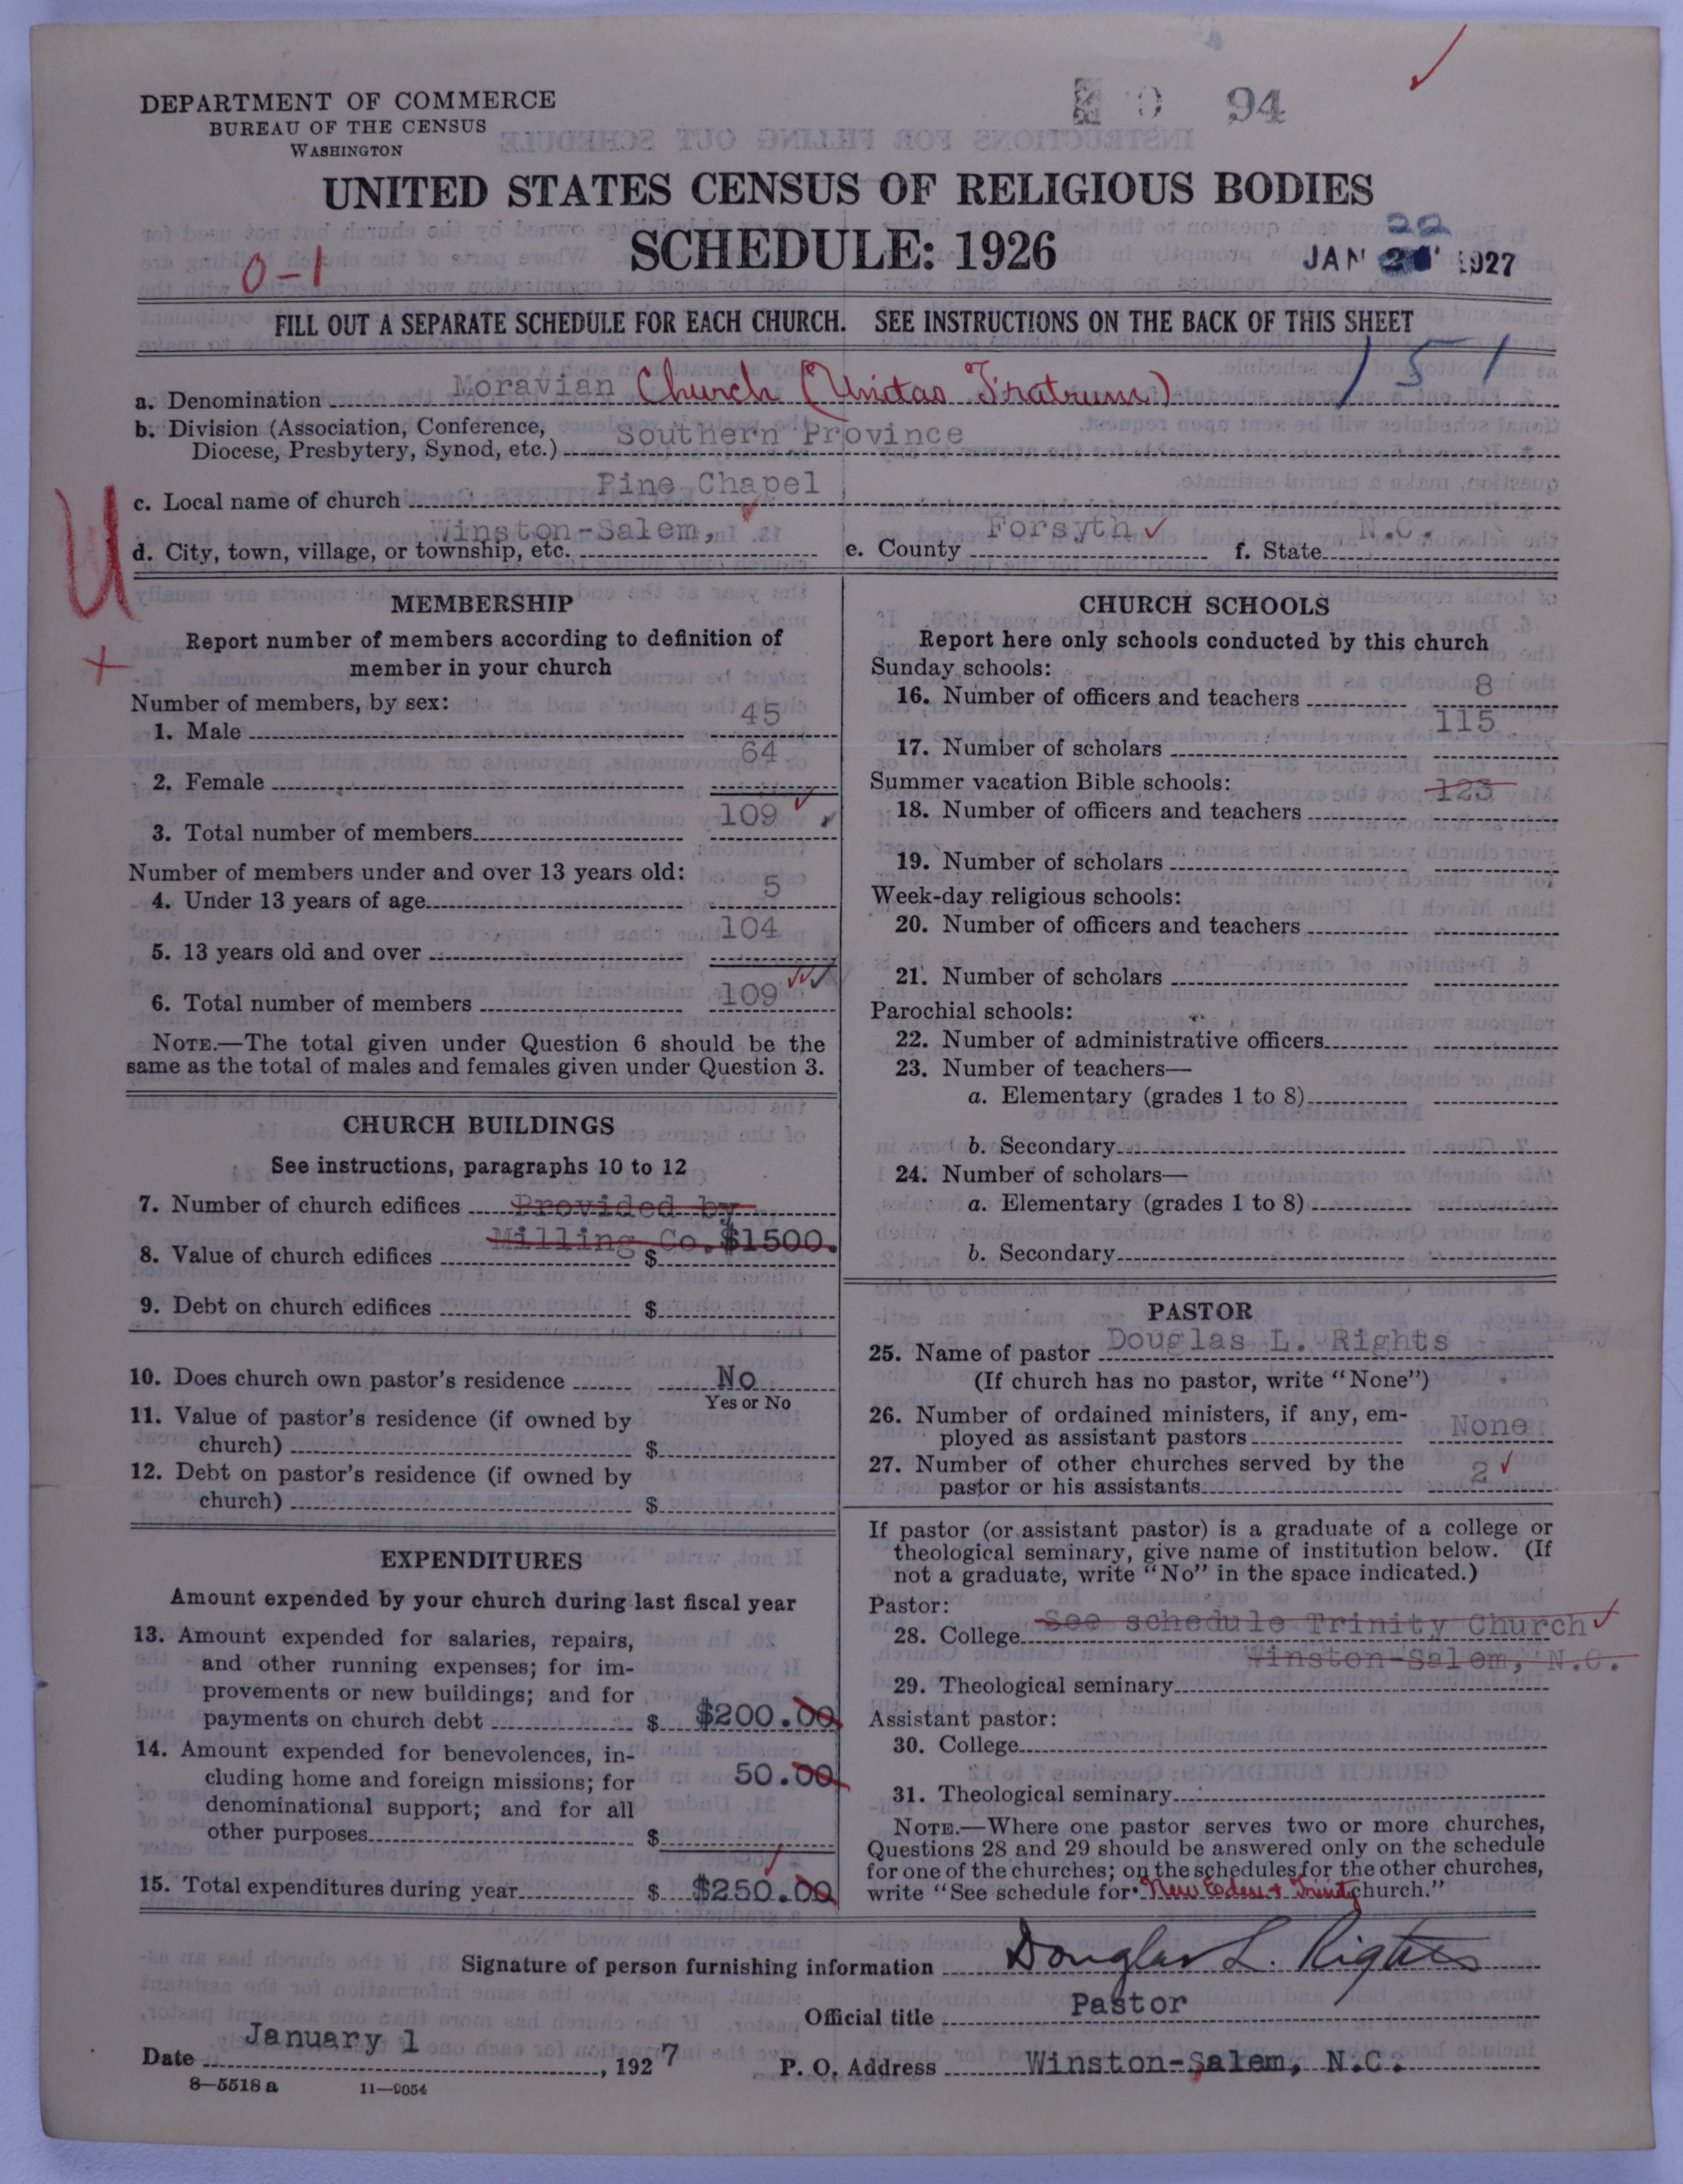 DEPARTMENT OF COMMERCE
BUREAU OF THE CENSUS
WASHINGTON
94
UNITED STATES CENSUS OF RELIGIOUS BODIES
SCHEDULE: 1926
0-1
22
JAN 1927
FILL OUT A SEPARATE SCHEDULE FOR EACH CHURCH. SEE INSTRUCTIONS ON THE BACK OF THIS SHEET
151
a. Denomination Moravian Church (Unitas Fratrum)
b. Division (Association, Conference, Diocese, Presbytery, Synod, etc.) Southern Province
c. Local name of church Pine Chapel
d. City, town, village, or township, etc. Winston-Salem, e. County Forsyth f. State N.C.
U
+
MEMBERSHIP
Report number of members according to definition of
member in your church
Number of members, by sex:
1. Male 45
2. Female 64
3. Total number of members 109
Number of members under and over 13 years old:
4. Under 13 years of age 5
5. 13 years old and over 104
6. Total number of members 109
NOTE.—The total given under Question 6 should be the
same as the total of males and females given under Question 3.
CHURCH BUILDINGS
See instructions, paragraphs 10 to 12
7. Number of church edifices Provided by
8. Value of church edifices $ Milling Co. $1500.
9. Debt on church edifices $
10. Does church own pastor's residence No
Yes or No
11. Value of pastor's residence (if owned by
church) $
12. Debt on pastor's residence (if owned by
church) $
EXPENDITURES
Amount expended by your church during last fiscal year
13. Amount expended for salaries, repairs,
and other running expenses; for im-
provements or new buildings; and for
payments on church debt $ $200.00
14. Amount expended for benevolences, in-
cluding home and foreign missions; for 50.00
denominational support; and for all
other purposes $
15. Total expenditures during year $ $250.00
CHURCH SCHOOLS
Report here only schools conducted by this church
Sunday schools:
16. Number of officers and teachers 8
17. Number of scholars 115
Summer vacation Bible schools: 123
18. Number of officers and teachers
19. Number of scholars
Week-day religious schools:
20. Number of officers and teachers
21. Number of scholars
Parochial schools:
22. Number of administrative officers
23. Number of teachers—
a. Elementary (grades 1 to 8)
b. Secondary
24. Number of scholars—
a. Elementary (grades 1 to 8)
b. Secondary
PASTOR
25. Name of pastor Douglas L. Rights
(If church has no pastor, write "None")
26. Number of ordained ministers, if any, em-
ployed as assistant pastors None
27. Number of other churches served by the
pastor or his assistants 2
If pastor (or assistant pastor) is a graduate of a college or
theological seminary, give name of institution below. (If
not a graduate, write "No" in the space indicated.)
Pastor:
28. College See schedule Trinity Church
Winston-Salem, N.C.
29. Theological seminary
Assistant pastor:
30. College
31. Theological seminary
NOTE.—Where one pastor serves two or more churches,
Questions 28 and 29 should be answered only on the schedule
for one of the churches; on the schedules for the other churches,
write "See schedule for New Eden + Trinity church."
Signature of person furnishing information Douglas L. Rights
Official title Pastor
Date January 1, 1927 P. O. Address Winston-Salem, N.C.
8—5518 a 11—9054